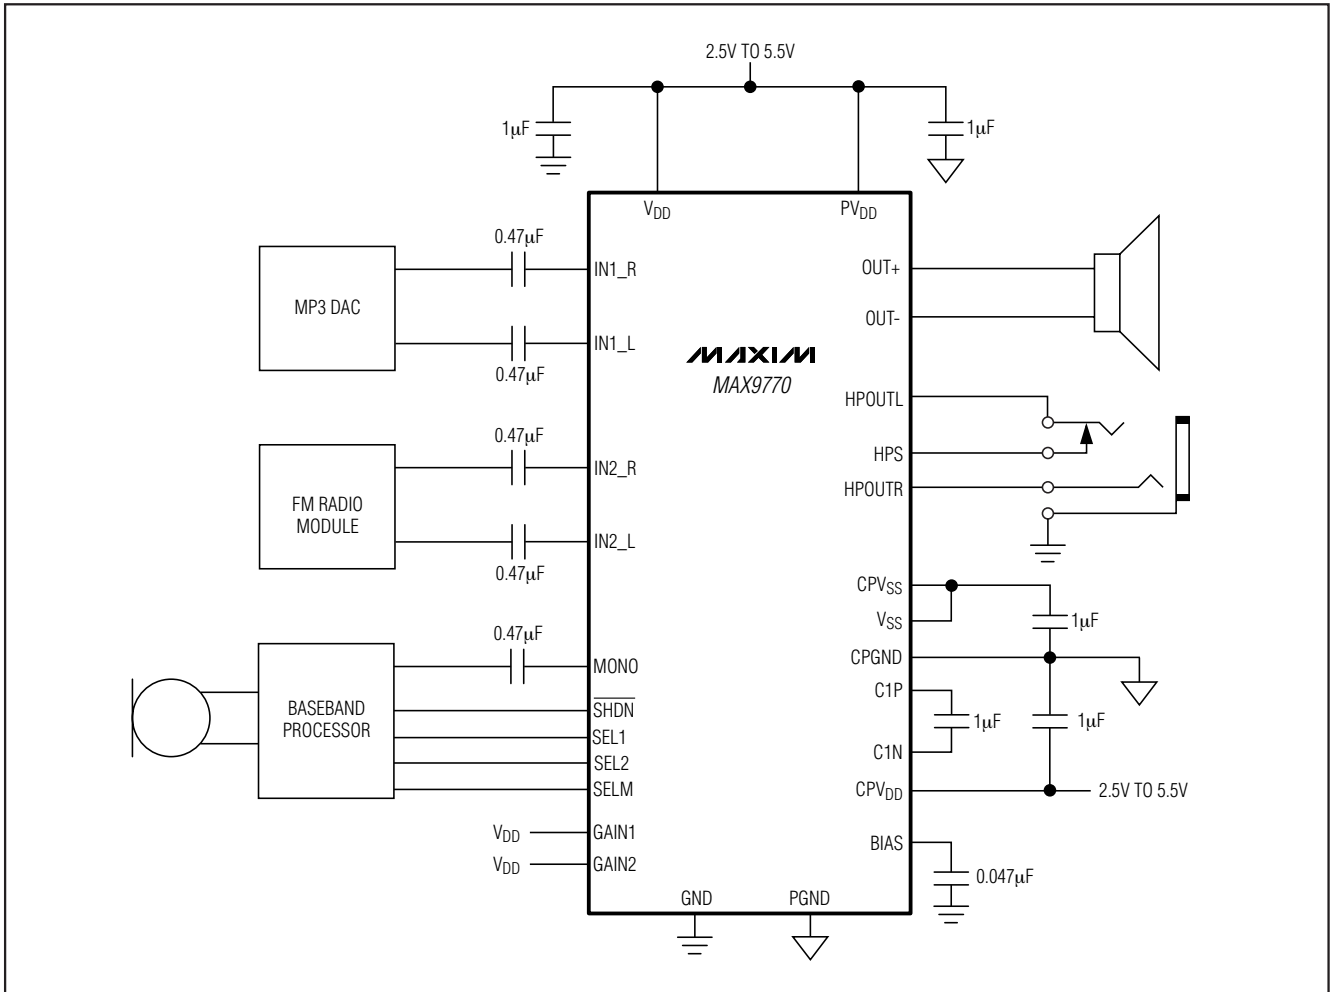 2.5V TO 5.5V
1µF
1µF
VDD
PVDD
0.47µF
IN1_R
MP3 DAC
IN1_L
0.47µF
OUT+
OUT-
MAXIM
MAX9770
HPOUTL
HPS
HPOUTR
0.47µF
IN2_R
FM RADIO
MODULE
IN2_L
0.47µF
CPVSS
VSS
1µF
CPGND
C1P
1µF
1µF
C1N
CPVDD
2.5V TO 5.5V
BIAS
0.047µF
0.47µF
MONO
BASEBAND
PROCESSOR
SHDN
SEL1
SEL2
SELM
VDD
GAIN1
VDD
GAIN2
GND
PGND